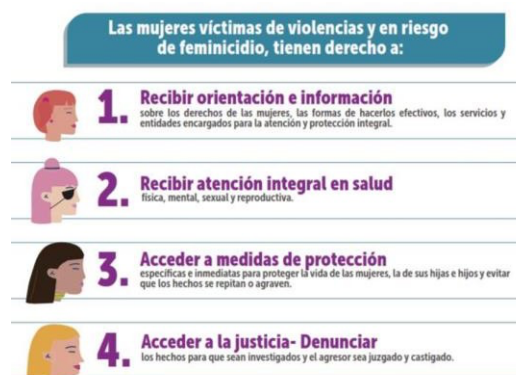 Las mujeres víctimas de violencias y en riesgo
de feminicidio, tienen derecho a:
1. Recibir orientación e información
sobre los derechos de las mujeres, las formas de hacerlos efectivos, los servicios y
entidades encargados para la atención y protección integral.
2. Recibir atención integral en salud
física, mental, sexual y reproductiva.
3. Acceder a medidas de protección
específicas e inmediatas para proteger la vida de las mujeres, la de sus hijas e hijos y evitar
que los hechos se repitan o agraven.
4. Acceder a la justicia- Denunciar
los hechos para que sean investigados y el agresor sea juzgado y castigado.